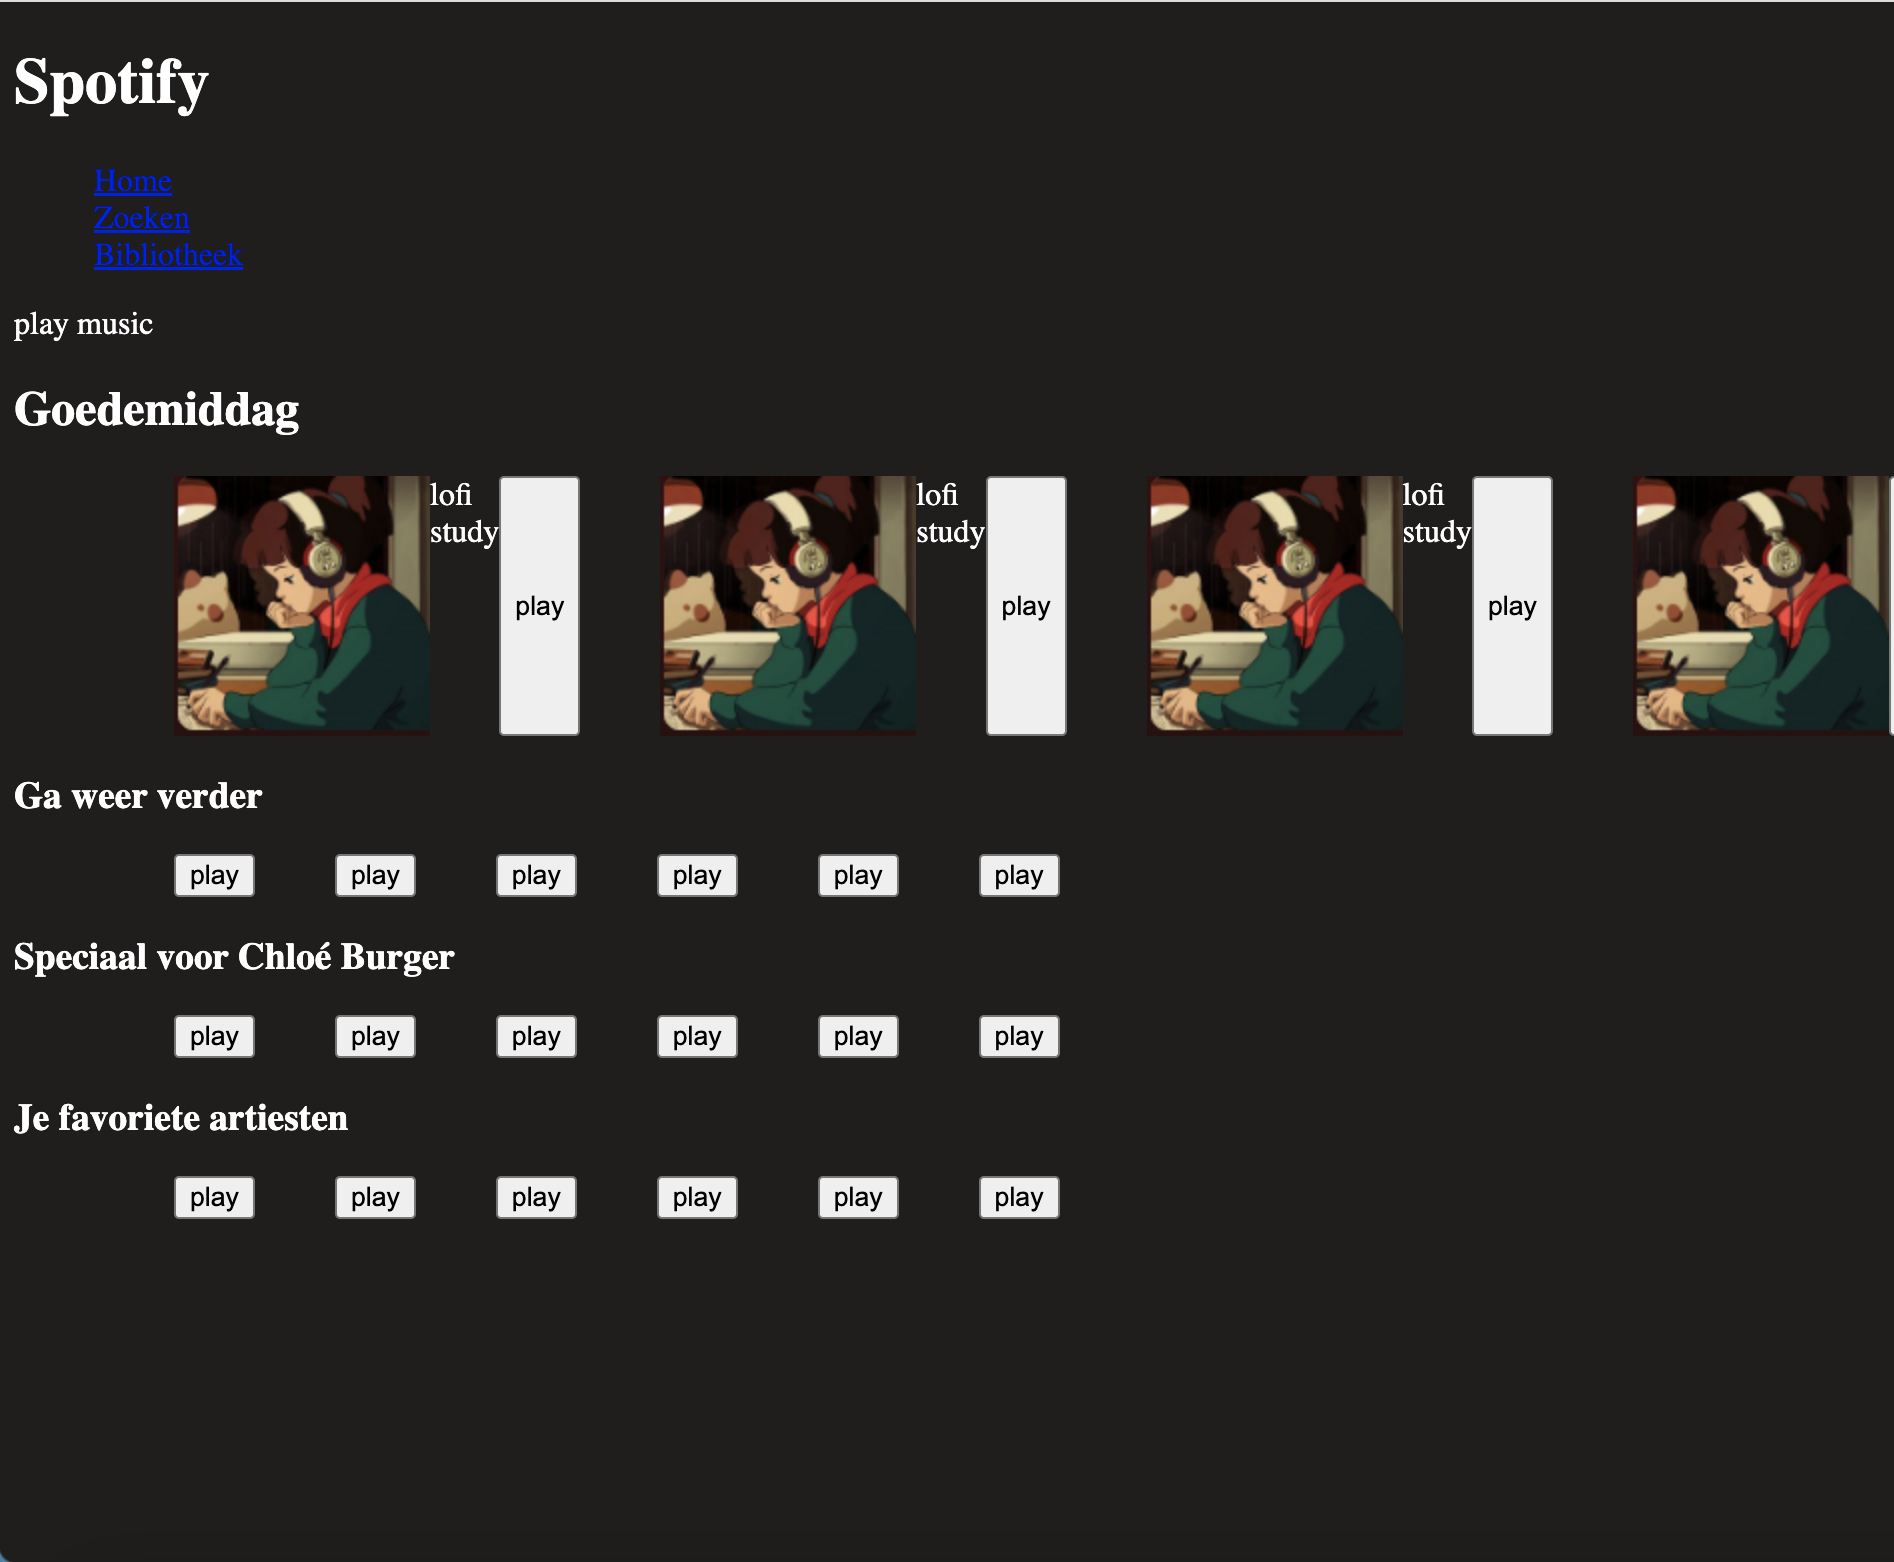 Spotify
Home
Zoeken
Bibliotheek
play music
Goedemiddag
lofi
study
play
lofi
study
play
lofi
study
play
Ga weer verder
play play play play play play
Speciaal voor Chloé Burger
play play play play play play
Je favoriete artiesten
play play play play play play